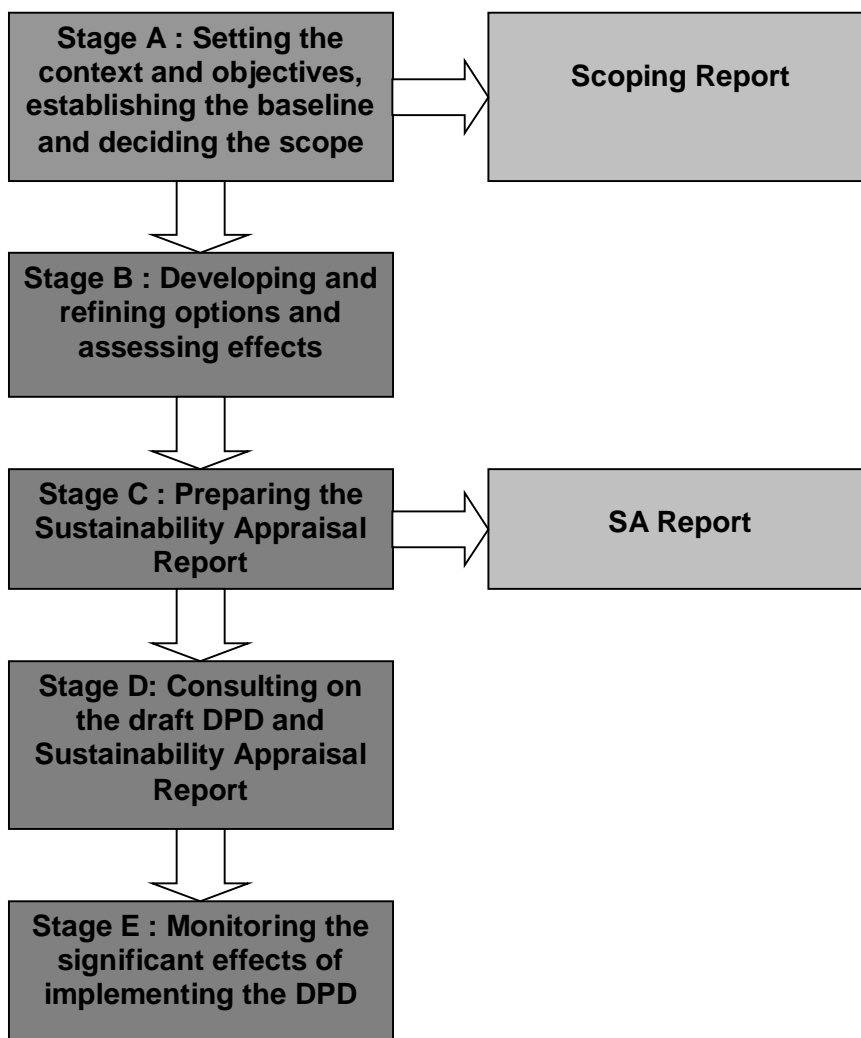 Stage A : Setting the
context and objectives,
establishing the baseline
and deciding the scope
Scoping Report
Stage B : Developing and
refining options and
assessing effects
Stage C : Preparing the
Sustainability Appraisal
Report
SA Report
Stage D: Consulting on
the draft DPD and
Sustainability Appraisal
Report
Stage E : Monitoring the
significant effects of
implementing the DPD